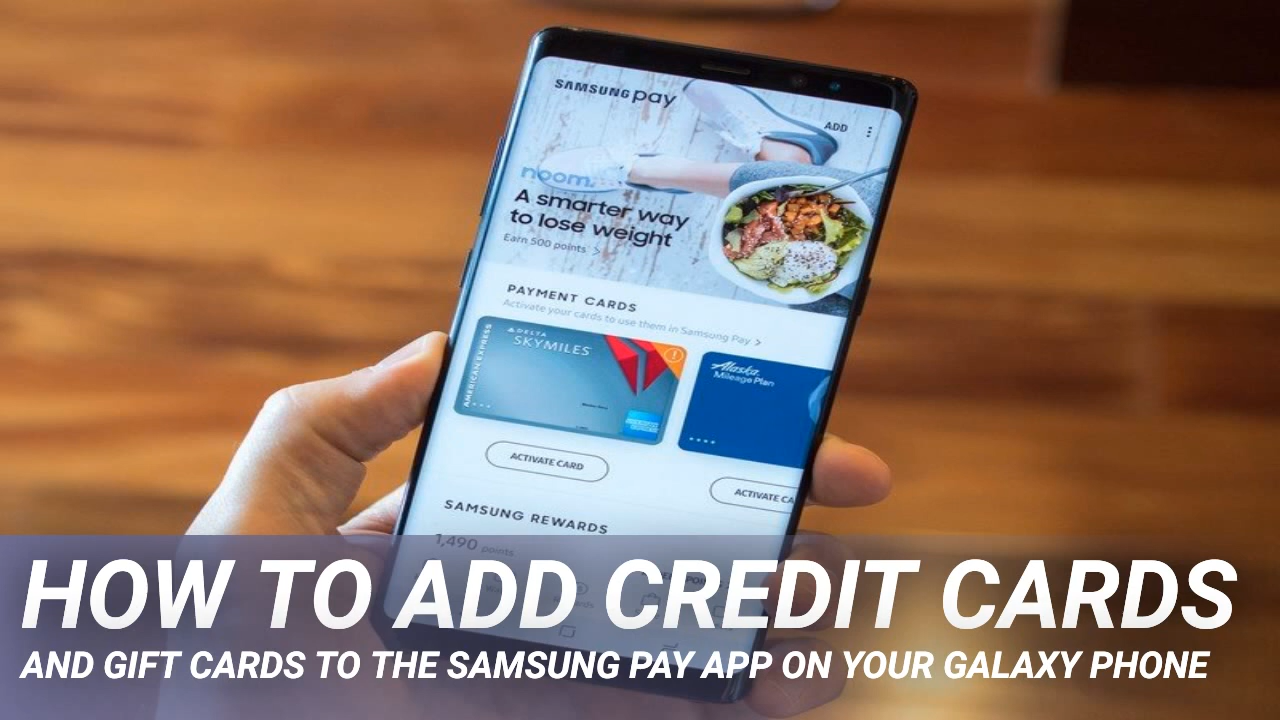 SAMSUNG pay
ADD
noom
A smarter way
to lose weight
Earn 500 points >
PAYMENT CARDS
Activate your cards to use them in Samsung Pay >
AMERICAN EXPRESS
DELTA
SKYMILES
Alaska
Mileage Plan
ACTIVATE CARD
ACTIVATE CA
SAMSUNG REWARDS
1,490 points
HOW TO ADD CREDIT CARDS
AND GIFT CARDS TO THE SAMSUNG PAY APP ON YOUR GALAXY PHONE